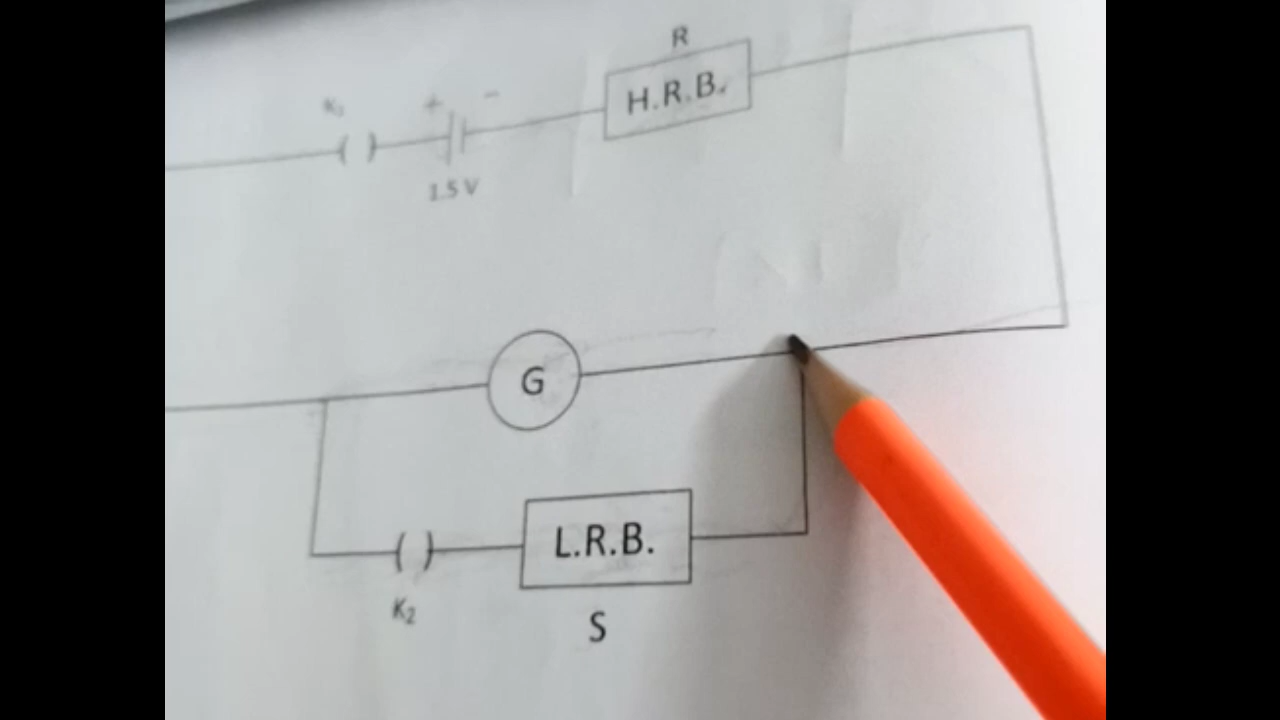 R
H.R.B.
K₁
+ -
1.5 V
G
L.R.B.
K₂
S